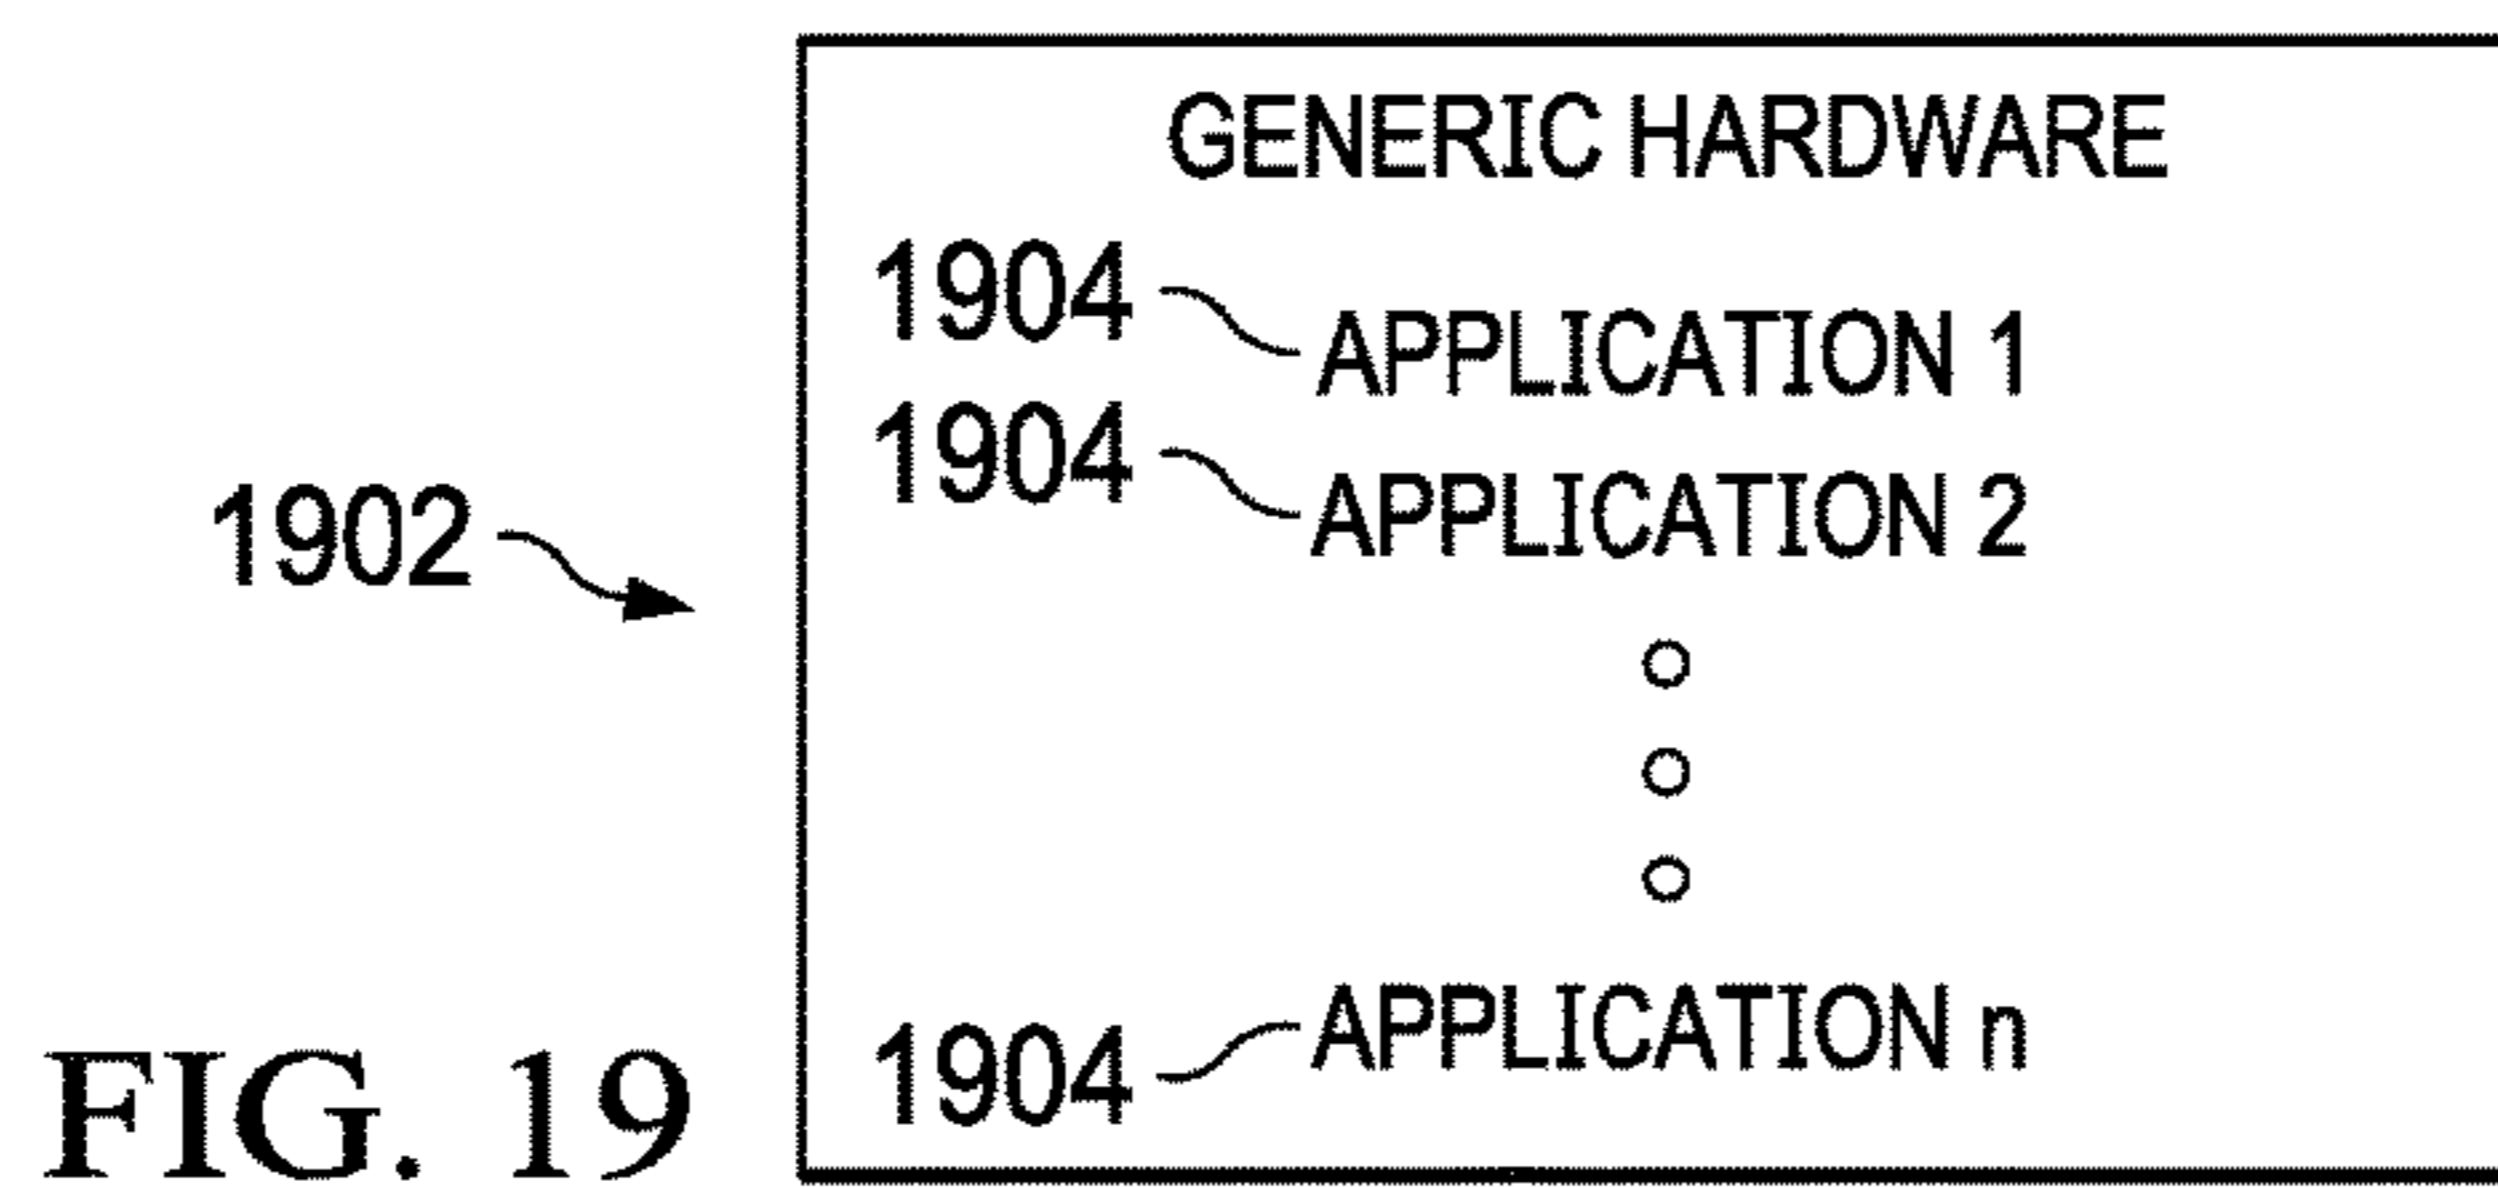 GENERIC HARDWARE
1904 APPLICATION 1
1904 APPLICATION 2
1902
1904 APPLICATION n
FIG. 19